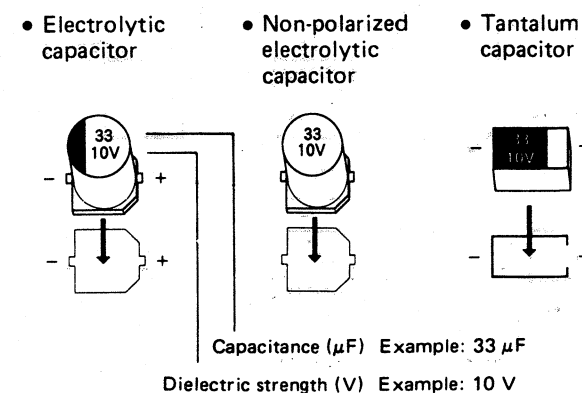 • Electrolytic
capacitor
• Non-polarized
electrolytic
capacitor
• Tantalum
capacitor
33
10V
33
10V
33
10V
− +
−
− +
−
Capacitance (μF) Example: 33 μF
Dielectric strength (V) Example: 10 V